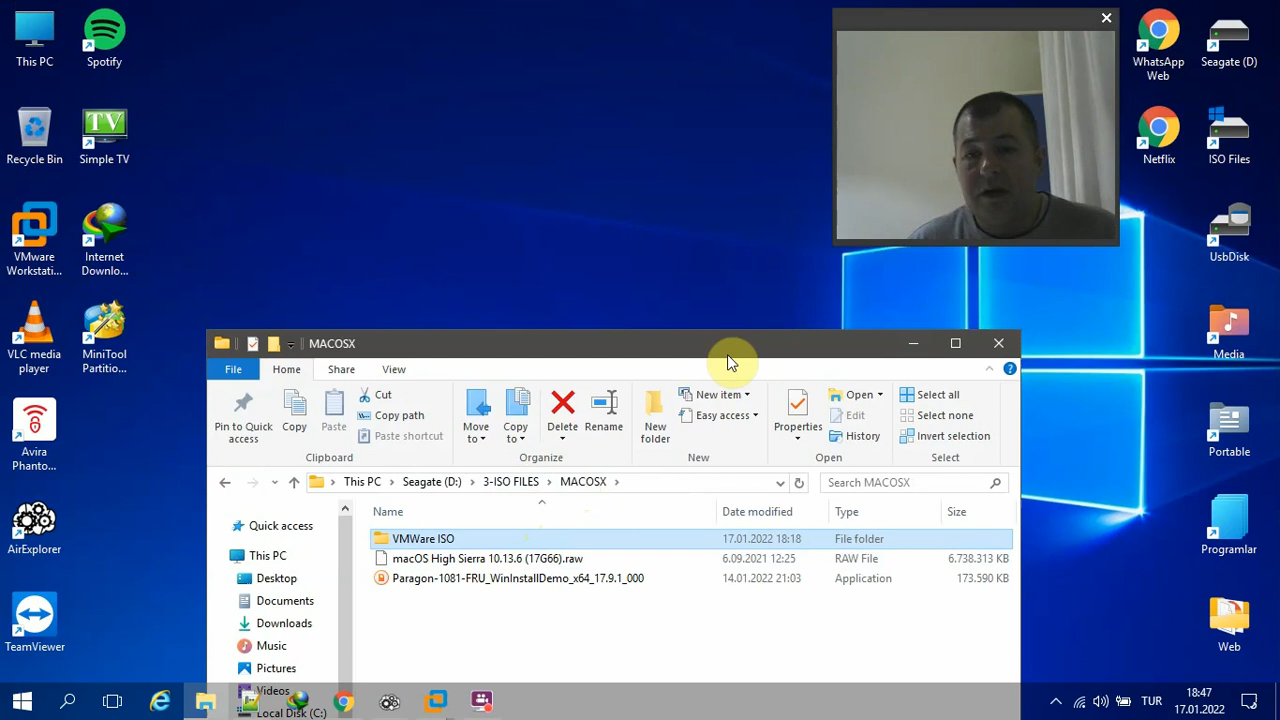 This PC
Spotify
Recycle Bin
TV
Simple TV
VMware
Workstati...
Internet
Downlo...
VLC media
player
MiniTool
Partitio...
Avira
Phanto...
AirExplorer
TeamViewer
WhatsApp
Web
Seagate (D)
Netflix
ISO Files
UsbDisk
Media
Portable
Programlar
Web
MACOSX
File
Home
Share
View
Pin to Quick
access
Copy
Paste
Cut
Copy path
Paste shortcut
Clipboard
Move
to
Copy
to
Delete
Rename
Organize
New
folder
New item
Easy access
New
Properties
Open
Edit
History
Open
Select all
Select none
Invert selection
Select
This PC > Seagate (D:) > 3-ISO FILES > MACOSX >
Search MACOSX
Quick access
This PC
Desktop
Documents
Downloads
Music
Pictures
Videos
Local Disk (C:)
Name Date modified Type Size
VMWare ISO 17.01.2022 18:18 File folder
macOS High Sierra 10.13.6 (17G66).raw 6.09.2021 12:25 RAW File 6.738.313 KB
Paragon-1081-FRU_WinInstallDemo_x64_17.9.1_000 14.01.2022 21:03 Application 173.590 KB
TUR
18:47
17.01.2022